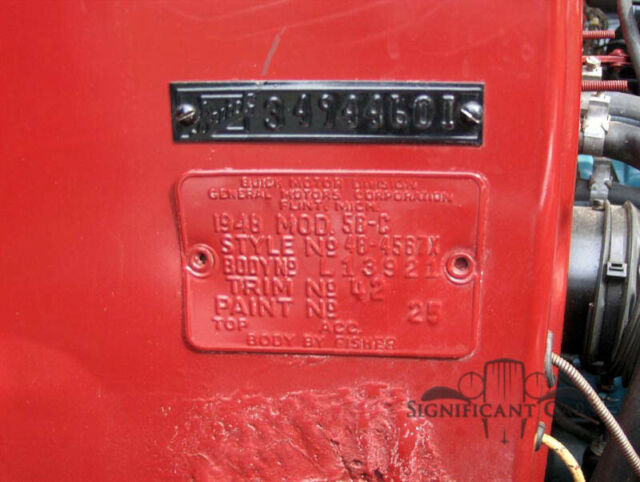 34944601
BUICK MOTOR DIVISION
GENERAL MOTORS CORPORATION
FLINT, MICH.
1948 MOD. 56-C
STYLE Nº 48-4567X
BODY Nº L13921
TRIM Nº 42
PAINT Nº 25
TOP ACC.
BODY BY FISHER
SIGNIFICANT CARS